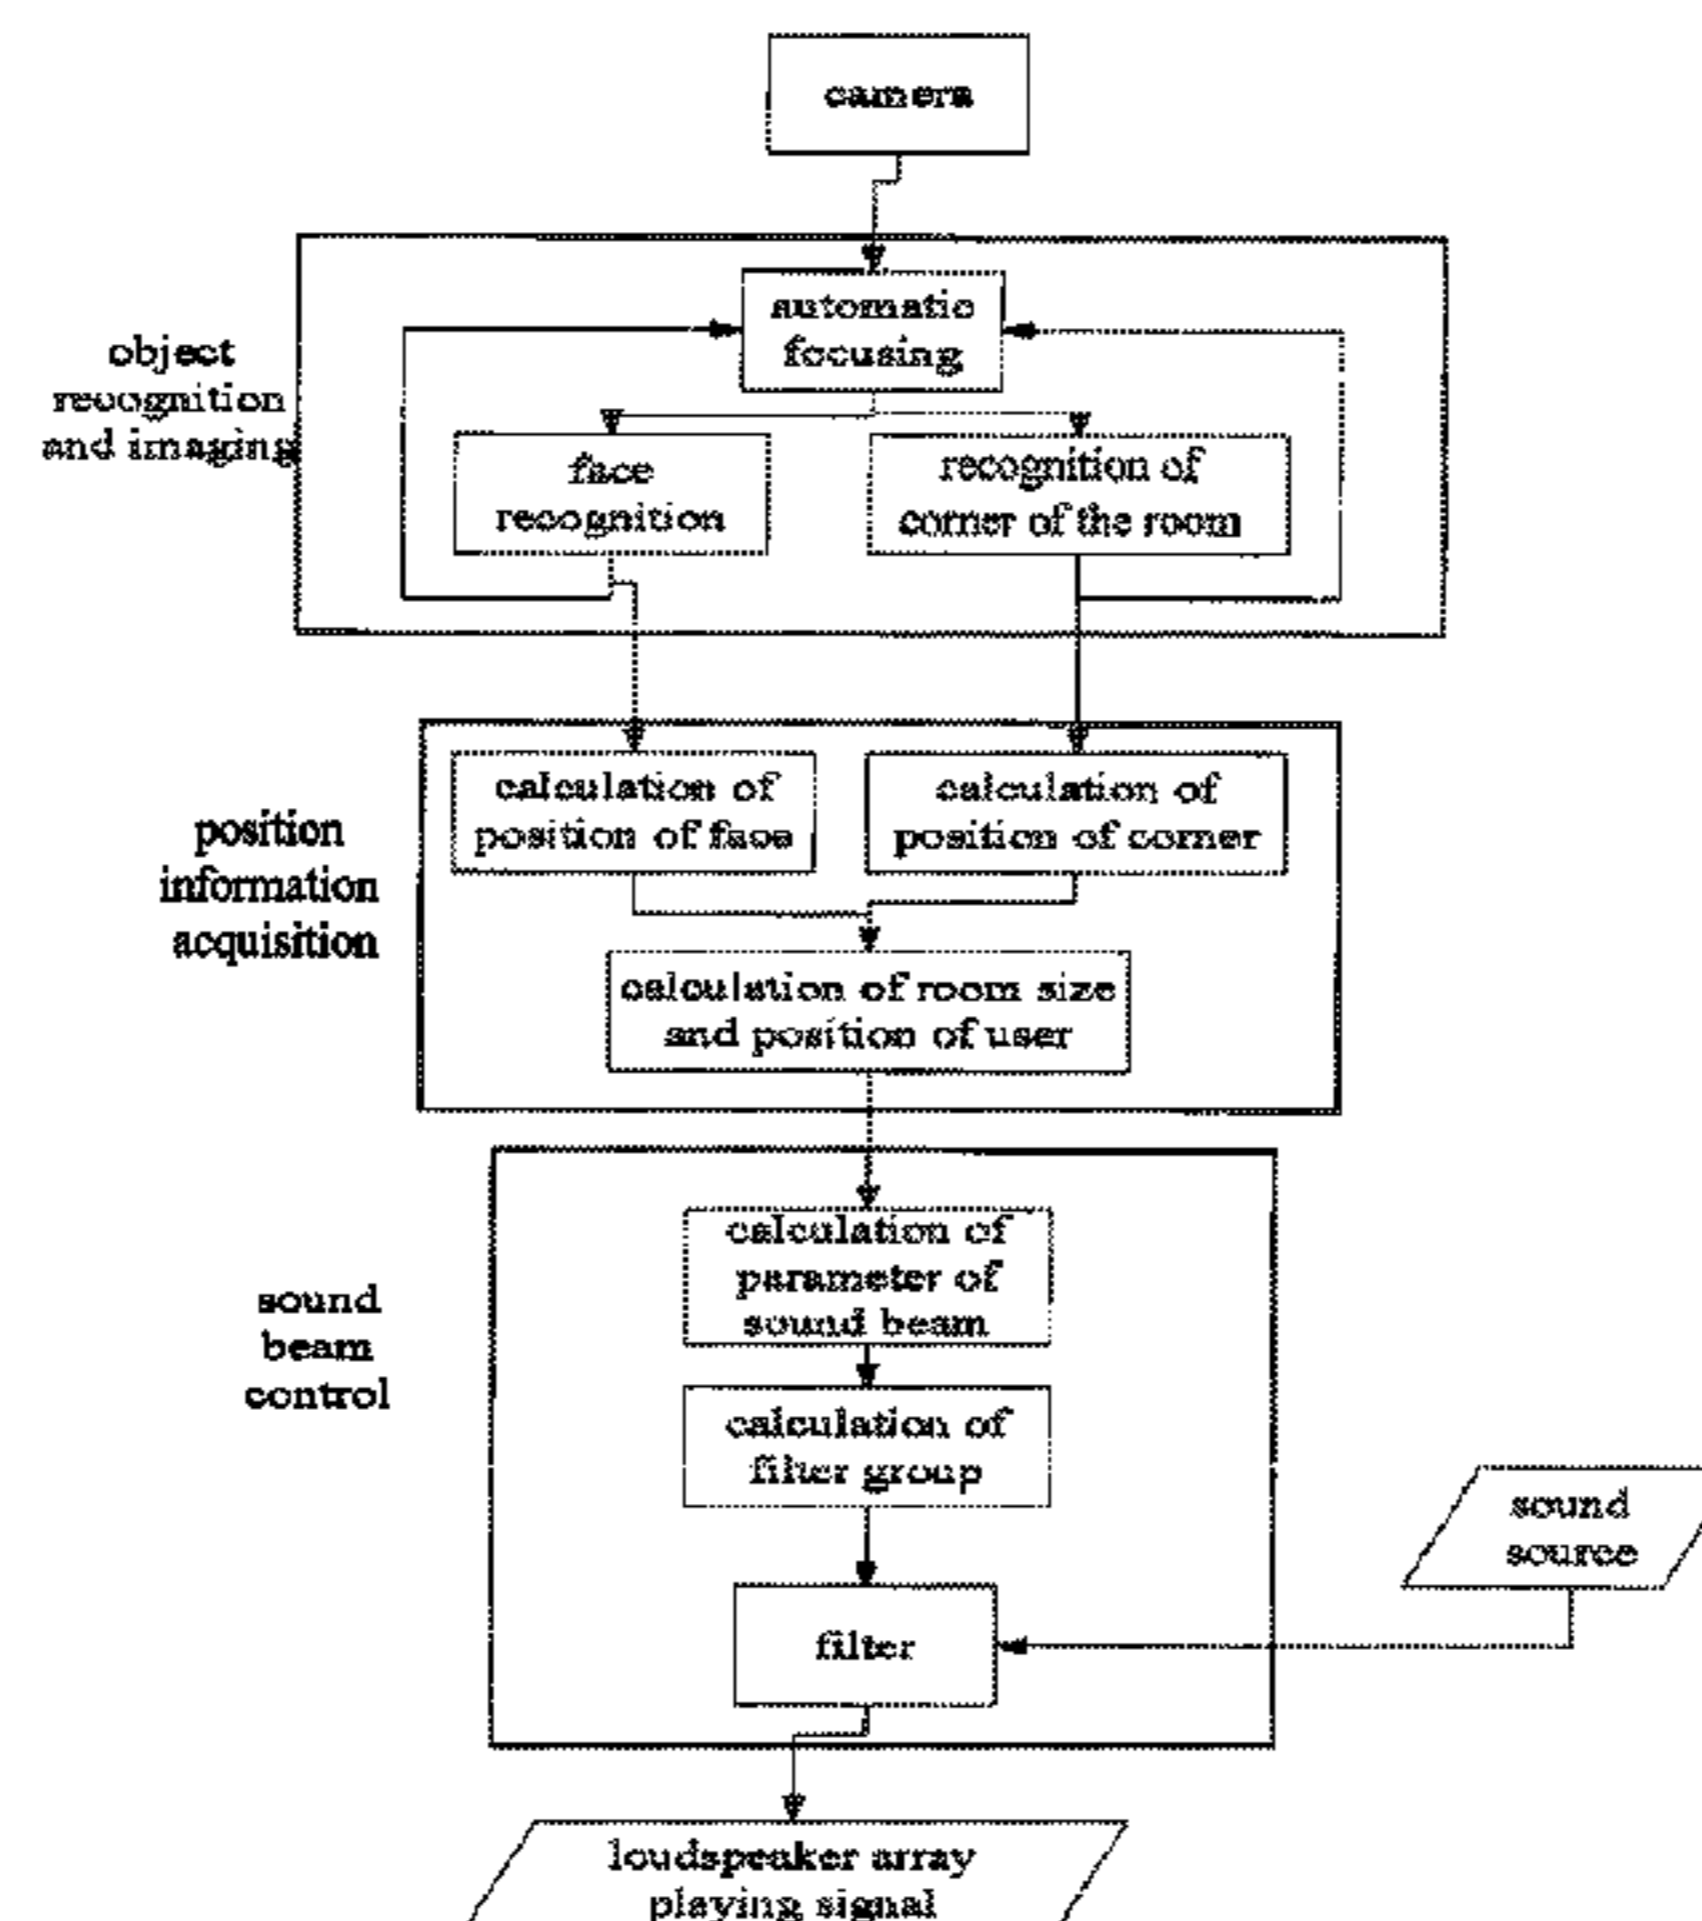 camera
automatic
focusing
object
recognition
and imaging
face
recognition
recognition of
corner of the room
calculation of
position of face
calculation of
position of corner
position
information
acquisition
calculation of room size
and position of user
calculation of
parameter of
sound beam
sound
beam
control
calculation of
filter group
sound
source
filter
loudspeaker array
playing signal